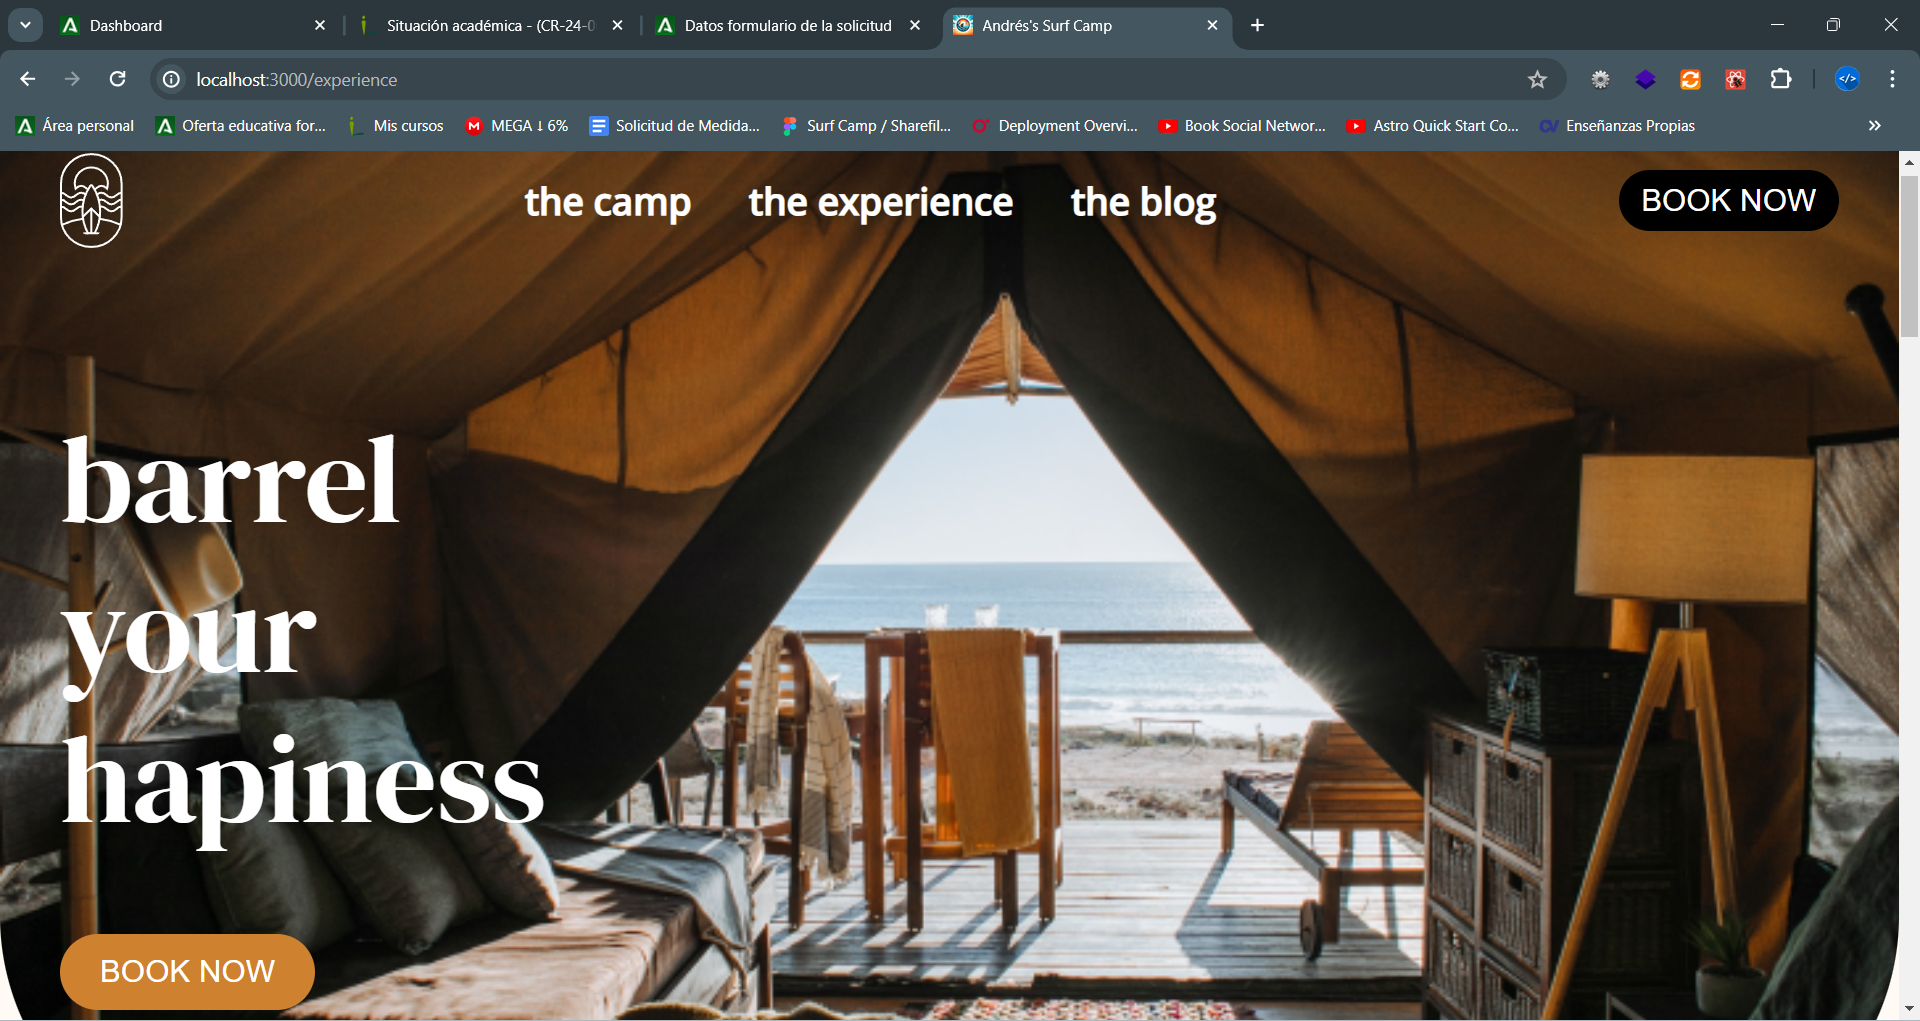 Dashboard
Situación académica - (CR-24-0
Datos formulario de la solicitud
Andrés's Surf Camp
localhost:3000/experience
Área personal
Oferta educativa for...
Mis cursos
MEGA ⭣ 6%
Solicitud de Medida...
Surf Camp / Sharefil...
Deployment Overvi...
Book Social Networ...
Astro Quick Start Co...
Enseñanzas Propias
the camp
the experience
the blog
BOOK NOW
barrel
your
hapiness
BOOK NOW